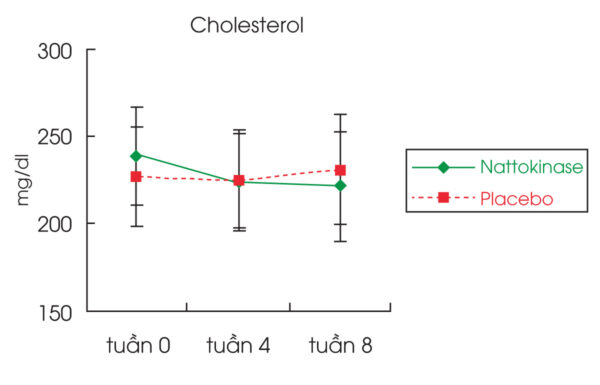 Cholesterol
300
250
200
150
mg/dl
tuần 0 tuần 4 tuần 8
Nattokinase
Placebo